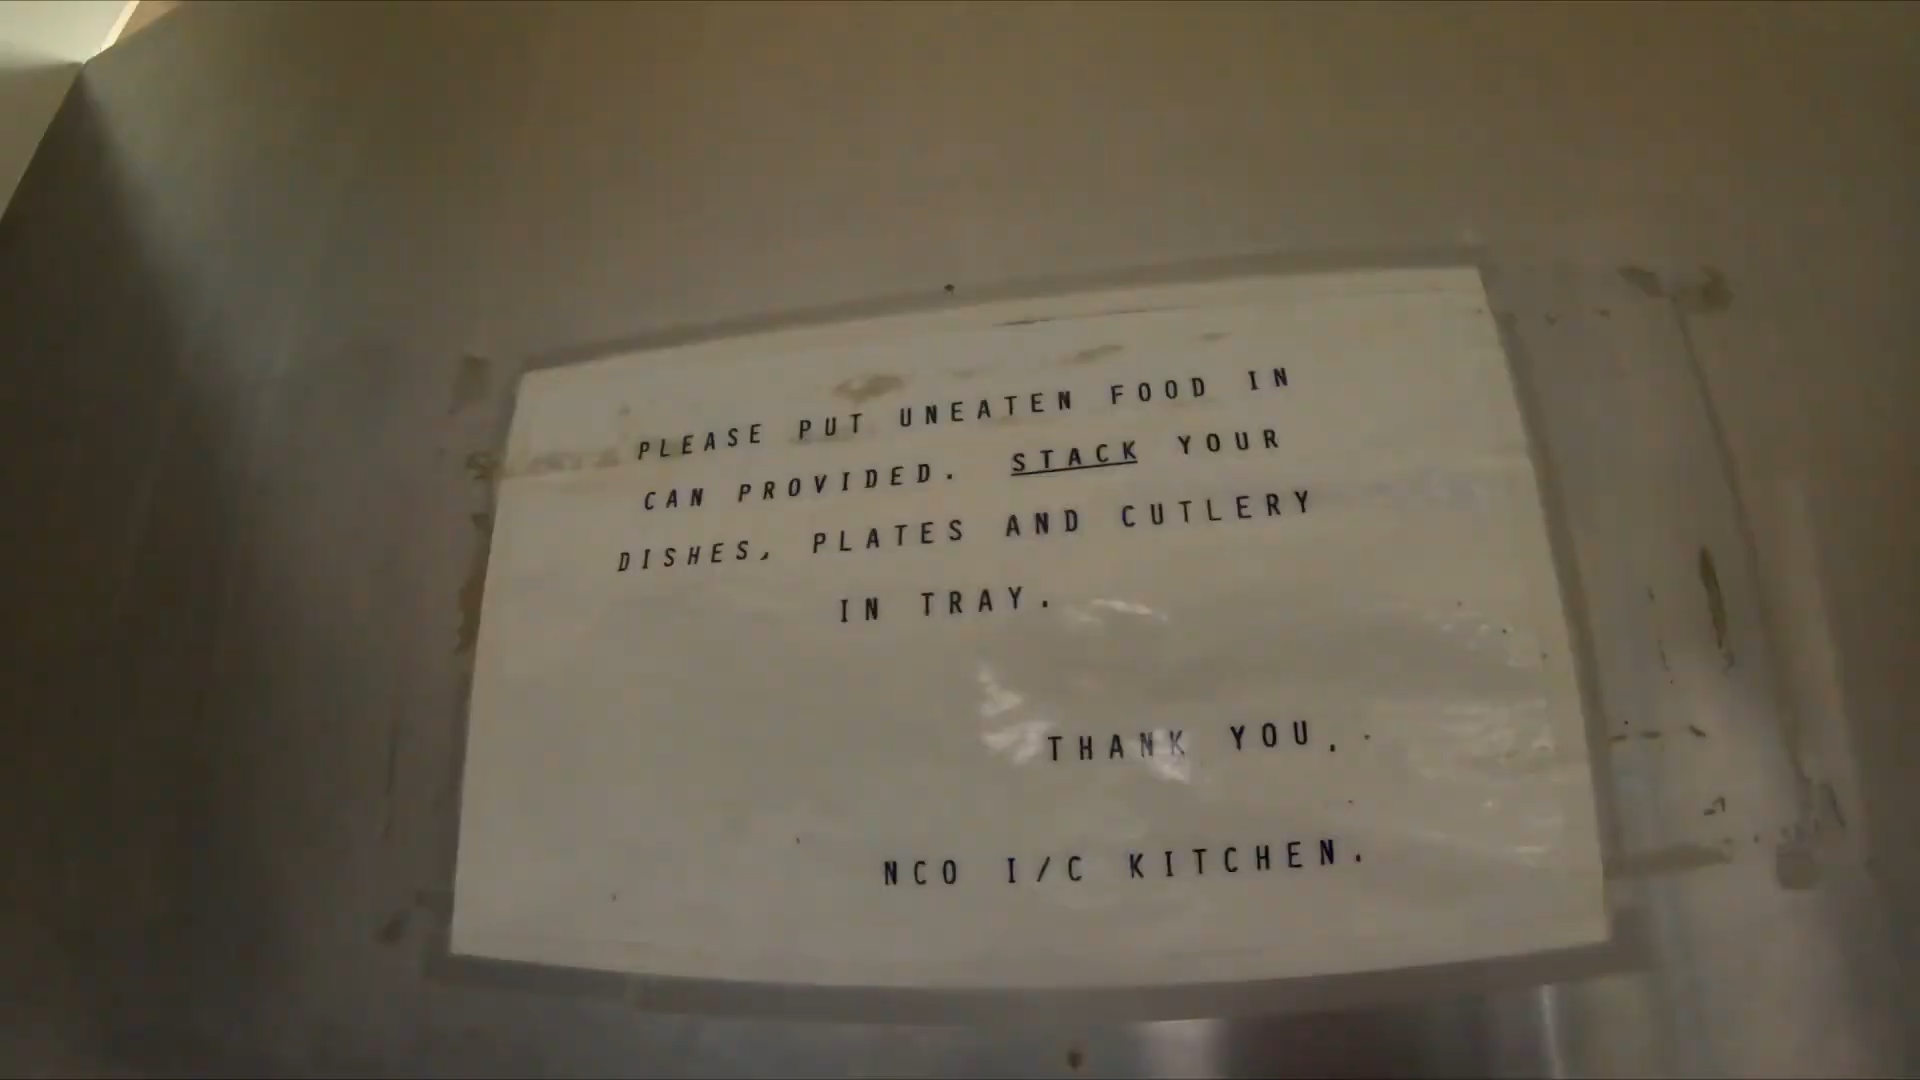 PLEASE PUT UNEATEN FOOD IN
CAN PROVIDED. STACK YOUR
DISHES, PLATES AND CUTLERY
IN TRAY.
THANK YOU.
NCO I/C KITCHEN.